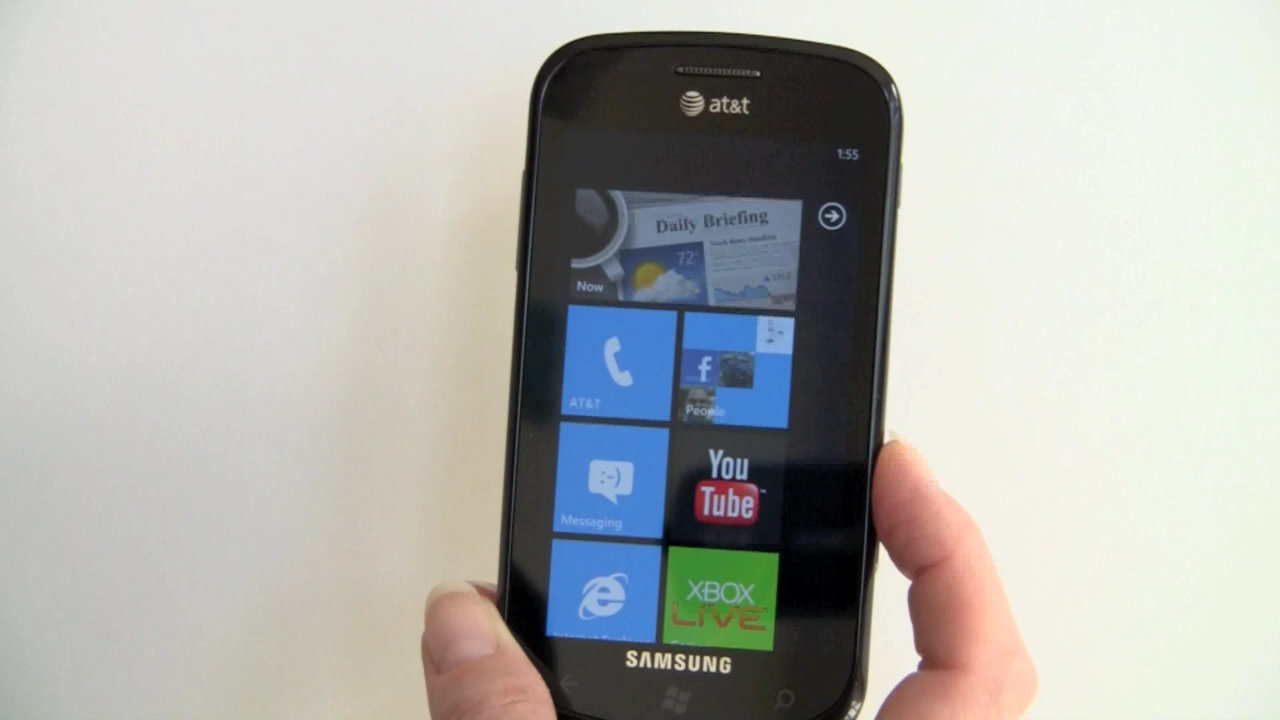 at&t
1:55
Daily Briefing
72°
Now
AT&T
f
People
:-)
You
Tube
Messaging
XBOX
LIVE
SAMSUNG